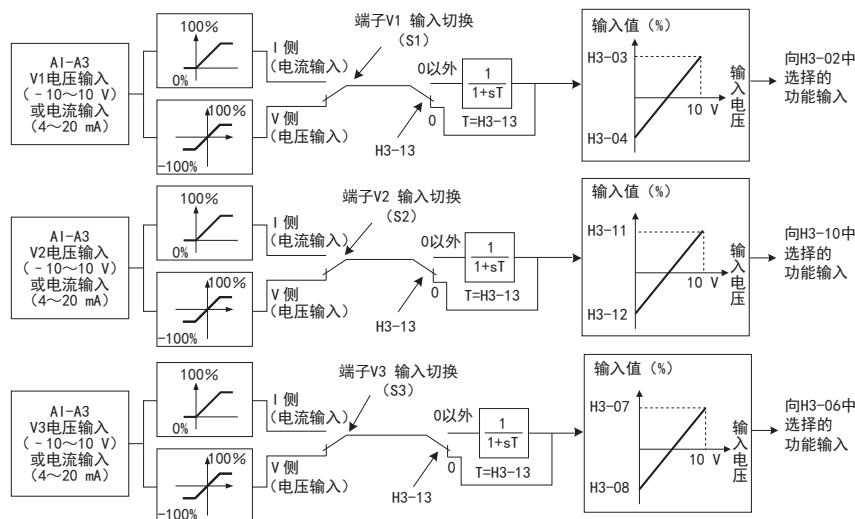 AI-A3
V1电压输入
(-10~10 V)
或电流输入
(4~20 mA)
100%
0%
100%
-100%
I 侧
(电流输入)
V 侧
(电压输入)
端子V1 输入切换
(S1)
H3-13
0以外
0
1
1+sT
T=H3-13
输入值 (%)
H3-03
H3-04
10 V
输入电压
向H3-02中
选择的
功能输入
AI-A3
V2电压输入
(-10~10 V)
或电流输入
(4~20 mA)
100%
0%
100%
-100%
I 侧
(电流输入)
V 侧
(电压输入)
端子V2 输入切换
(S2)
H3-13
0以外
0
1
1+sT
T=H3-13
输入值 (%)
H3-11
H3-12
10 V
输入电压
向H3-10中
选择的
功能输入
AI-A3
V3电压输入
(-10~10 V)
或电流输入
(4~20 mA)
100%
0%
100%
-100%
I 侧
(电流输入)
V 侧
(电压输入)
端子V3 输入切换
(S3)
H3-13
0以外
0
1
1+sT
T=H3-13
输入值 (%)
H3-07
H3-08
10 V
输入电压
向H3-06中
选择的
功能输入